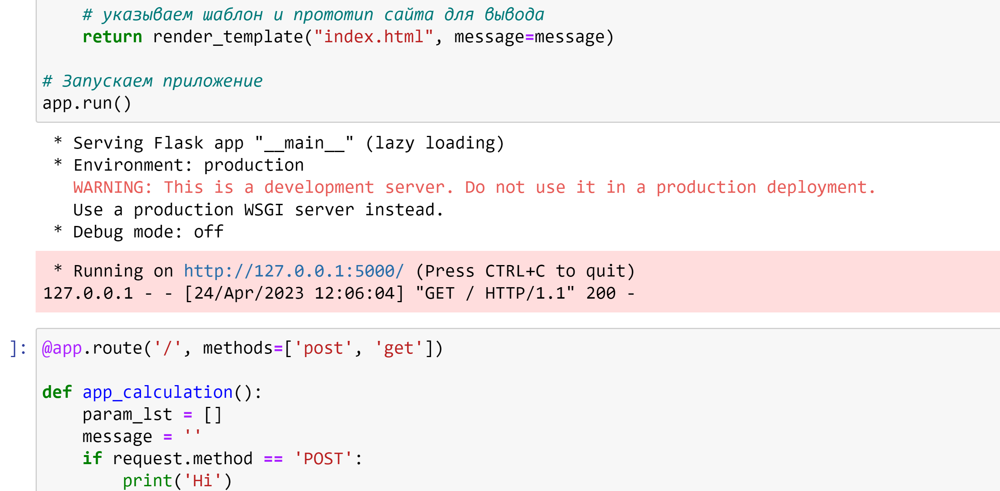 # указываем шаблон и прототип сайта для вывода
return render_template("index.html", message=message)
# Запускаем приложение
app.run()
* Serving Flask app "__main__" (lazy loading)
* Environment: production
WARNING: This is a development server. Do not use it in a production deployment.
Use a production WSGI server instead.
* Debug mode: off
* Running on http://127.0.0.1:5000/ (Press CTRL+C to quit)
127.0.0.1 - - [24/Apr/2023 12:06:04] "GET / HTTP/1.1" 200 -
]: @app.route('/', methods=['post', 'get'])
def app_calculation():
param_lst = []
message = ''
if request.method == 'POST':
print('Hi')